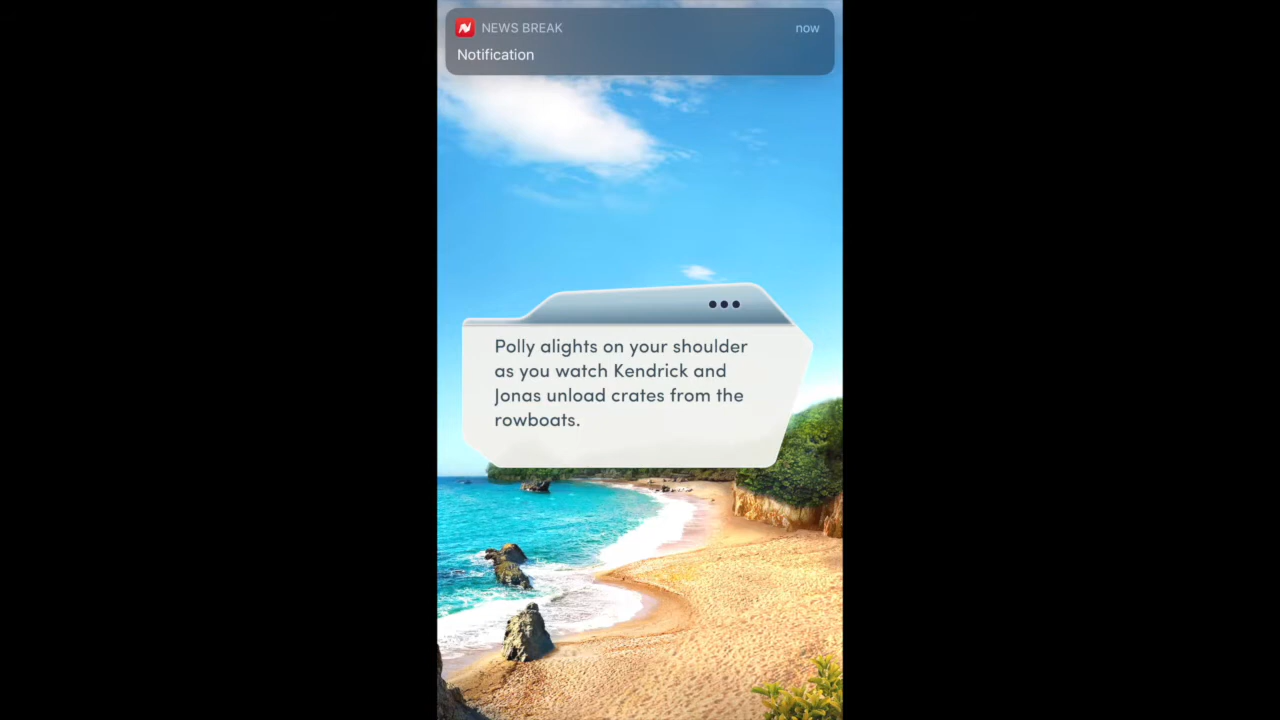 NEWS BREAK now
Notification
Polly alights on your shoulder
as you watch Kendrick and
Jonas unload crates from the
rowboats.